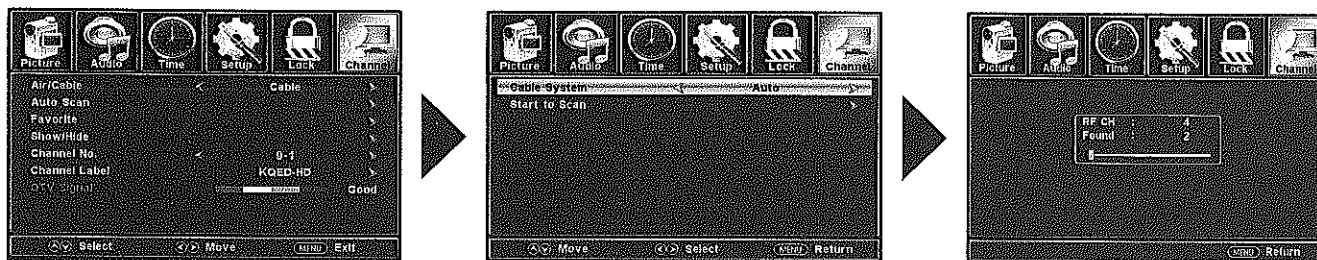 Picture Audio Time Setup Lock Channel
Air/Cable Cable
Auto Scan
Favorite
Show/Hide
Channel No. 9-1
Channel Label KQED-HD
DTV Signal Good
Select Move MENU Exit
Picture Audio Time Setup Lock Channel
Cable System Auto
Start to Scan
Move Select MENU Return
Picture Audio Time Setup Lock Channel
RF CH : 4
Found : 2
MENU Return